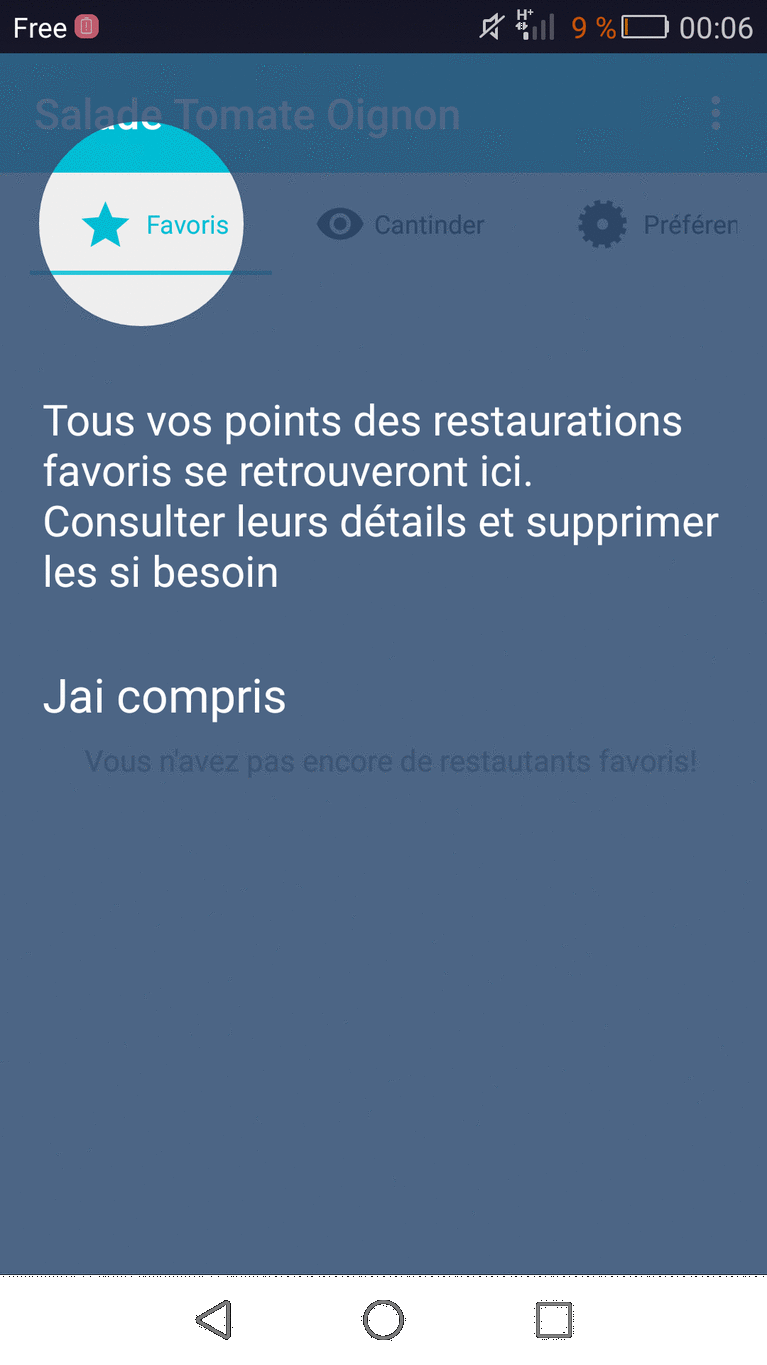 Free 9 % 00:06
Salade Tomate Oignon
Favoris Cantinder Préféren
Tous vos points des restaurations
favoris se retrouveront ici.
Consulter leurs détails et supprimer
les si besoin
Jai compris
Vous n'avez pas encore de restautants favoris!